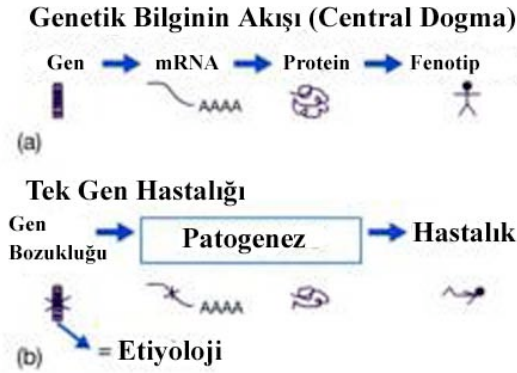 Genetik Bilginin Akışı (Central Dogma)
Gen mRNA Protein Fenotip
AAAA
(a)
Tek Gen Hastalığı
Gen Bozukluğu
Patogenez
Hastalık
AAAA
= Etiyoloji
(b)